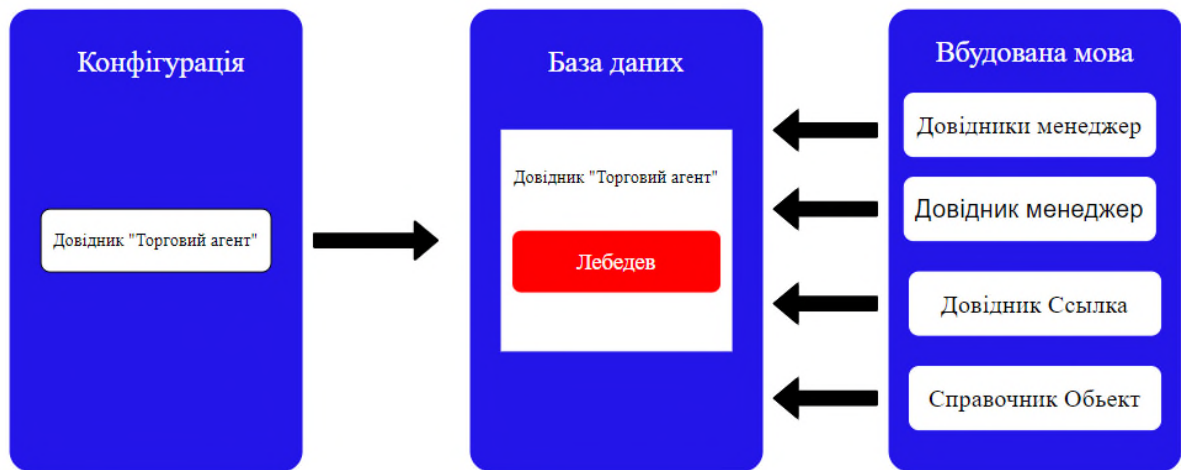 Конфігурація
Довідник "Торговий агент"
База даних
Довідник "Торговий агент"
Лебедев
Вбудована мова
Довідники менеджер
Довідник менеджер
Довідник Ссылка
Справочник Обьект